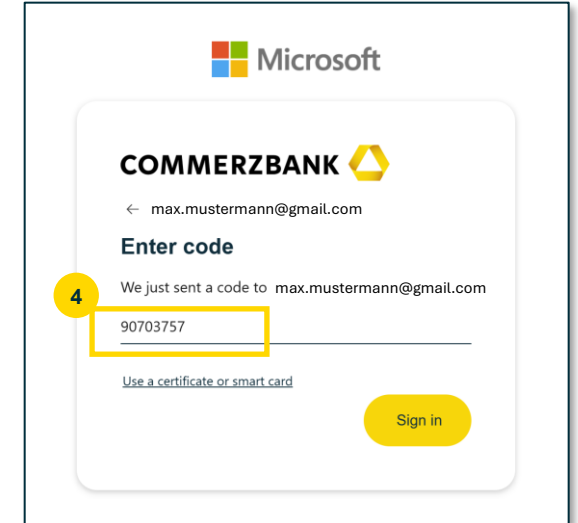 Microsoft
COMMERZBANK
← max.mustermann@gmail.com
Enter code
We just sent a code to max.mustermann@gmail.com
4
90703757
Use a certificate or smart card
Sign in